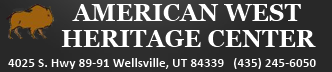 AMERICAN WEST
HERITAGE CENTER
4025 S. Hwy 89-91 Wellsville, UT 84339 (435) 245-6050